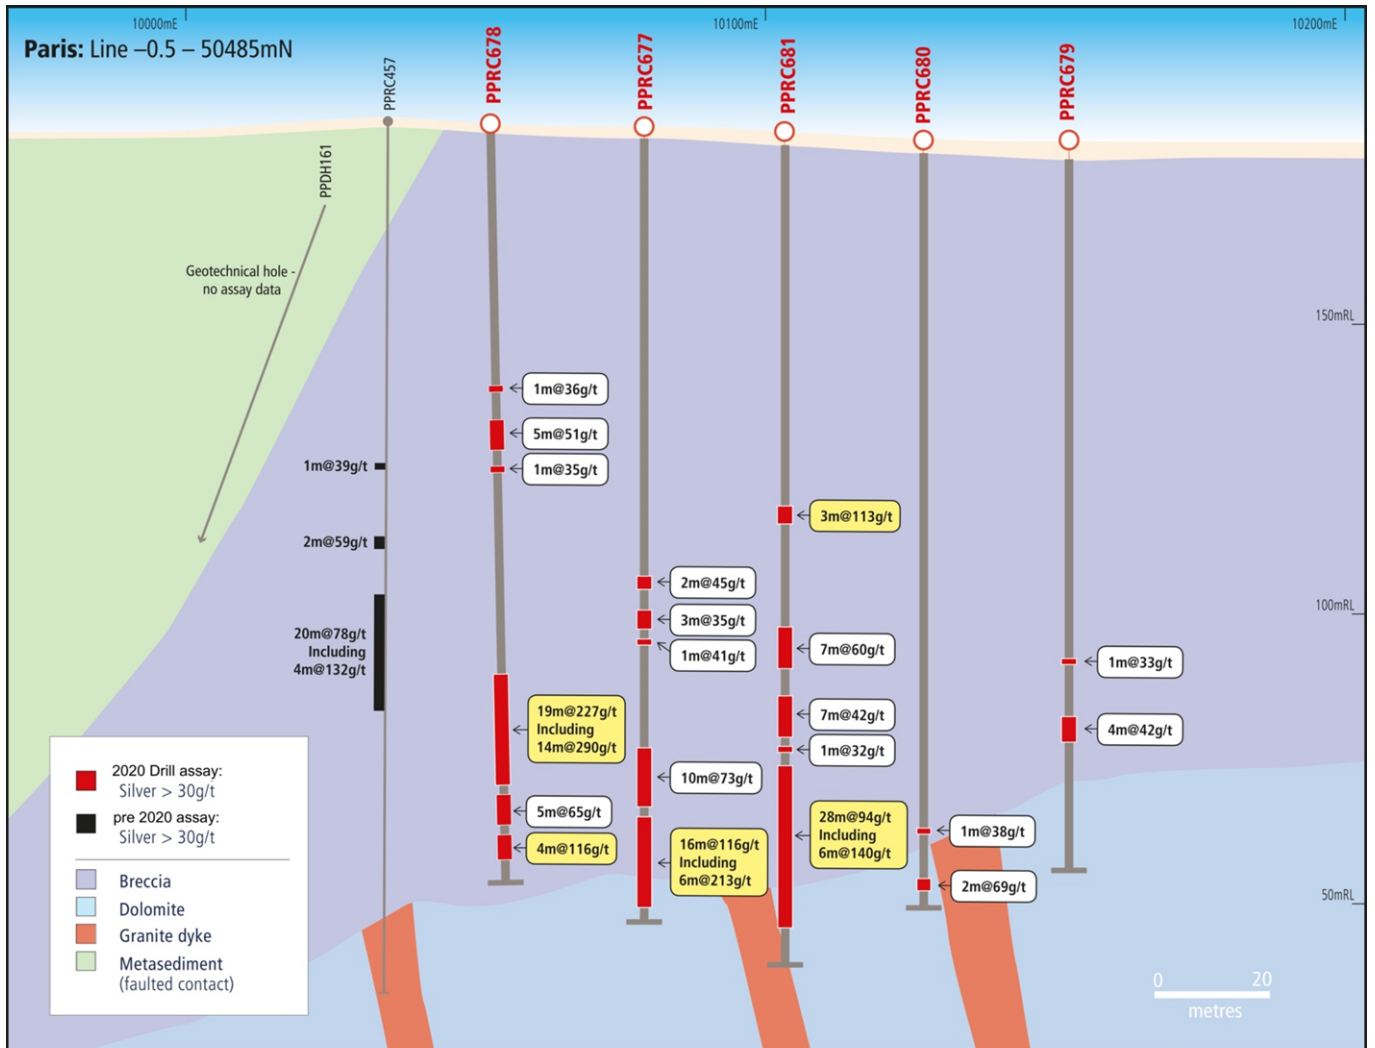 10000mE
10100mE
10200mE
Paris: Line –0.5 – 50485mN
PPRC457
PPRC678
PPRC677
PPRC681
PPRC680
PPRC679
PPDH161
Geotechnical hole -
no assay data
150mRL
100mRL
50mRL
1m@39g/t
2m@59g/t
20m@78g/t
Including
4m@132g/t
1m@36g/t
5m@51g/t
1m@35g/t
19m@227g/t
Including
14m@290g/t
5m@65g/t
4m@116g/t
2m@45g/t
3m@35g/t
1m@41g/t
10m@73g/t
16m@116g/t
Including
6m@213g/t
3m@113g/t
7m@60g/t
7m@42g/t
1m@32g/t
28m@94g/t
Including
6m@140g/t
1m@38g/t
2m@69g/t
1m@33g/t
4m@42g/t
2020 Drill assay:
Silver > 30g/t
pre 2020 assay:
Silver > 30g/t
Breccia
Dolomite
Granite dyke
Metasediment
(faulted contact)
0 20
metres